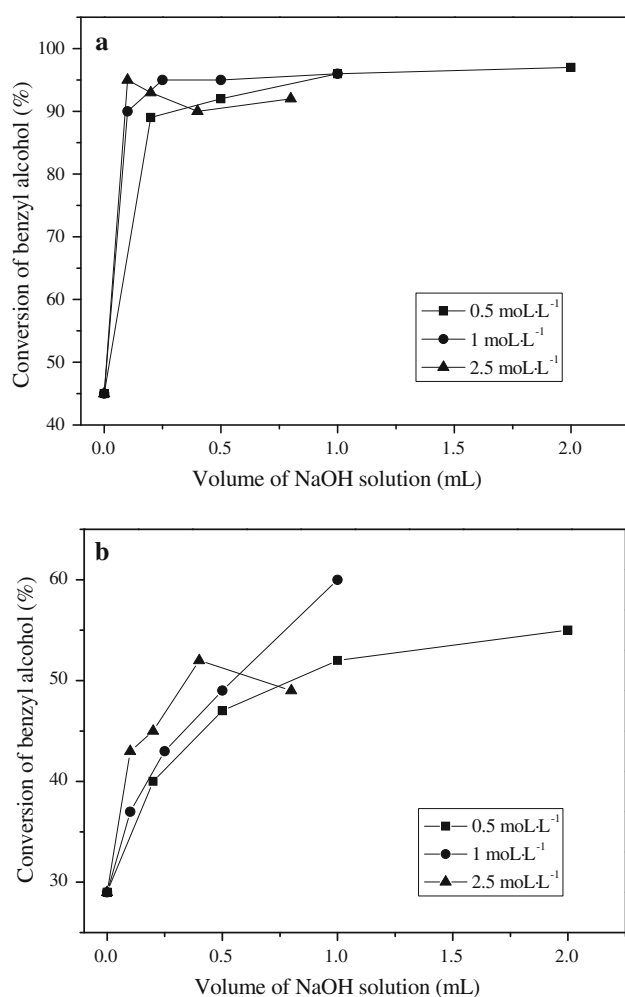 a
100
90
80
70
60
50
40
Conversion of benzyl alcohol (%)
0.5 moL·L⁻¹
1 moL·L⁻¹
2.5 moL·L⁻¹
0.0 0.5 1.0 1.5 2.0
Volume of NaOH solution (mL)
b
60
50
40
30
Conversion of benzyl alcohol (%)
0.5 moL·L⁻¹
1 moL·L⁻¹
2.5 moL·L⁻¹
0.0 0.5 1.0 1.5 2.0
Volume of NaOH solution (mL)